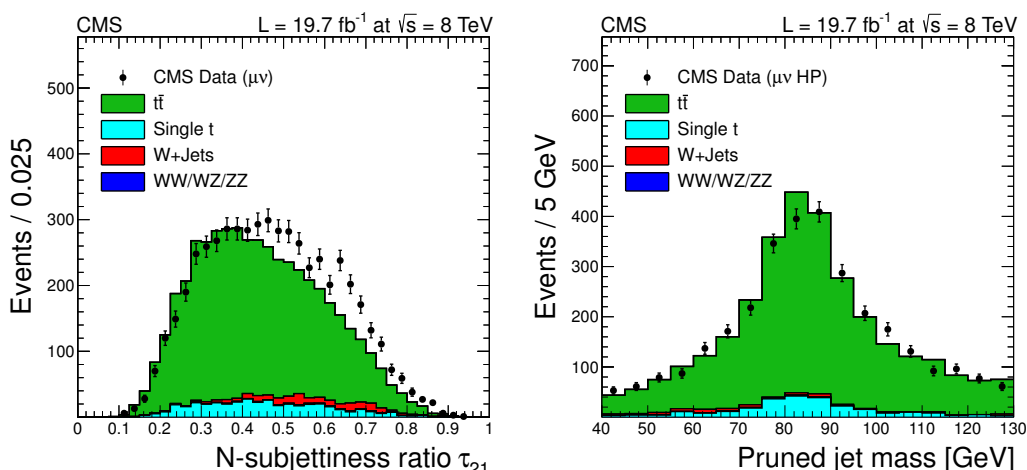 CMS L = 19.7 fb⁻¹ at √s = 8 TeV
CMS Data (μν)
tt̄
Single t
W+Jets
WW/WZ/ZZ
Events / 0.025
500
400
300
200
100
0 0.1 0.2 0.3 0.4 0.5 0.6 0.7 0.8 0.9 1
N-subjettiness ratio τ₂₁
CMS L = 19.7 fb⁻¹ at √s = 8 TeV
CMS Data (μν HP)
tt̄
Single t
W+Jets
WW/WZ/ZZ
Events / 5 GeV
700
600
500
400
300
200
100
0
40 50 60 70 80 90 100 110 120 130
Pruned jet mass [GeV]